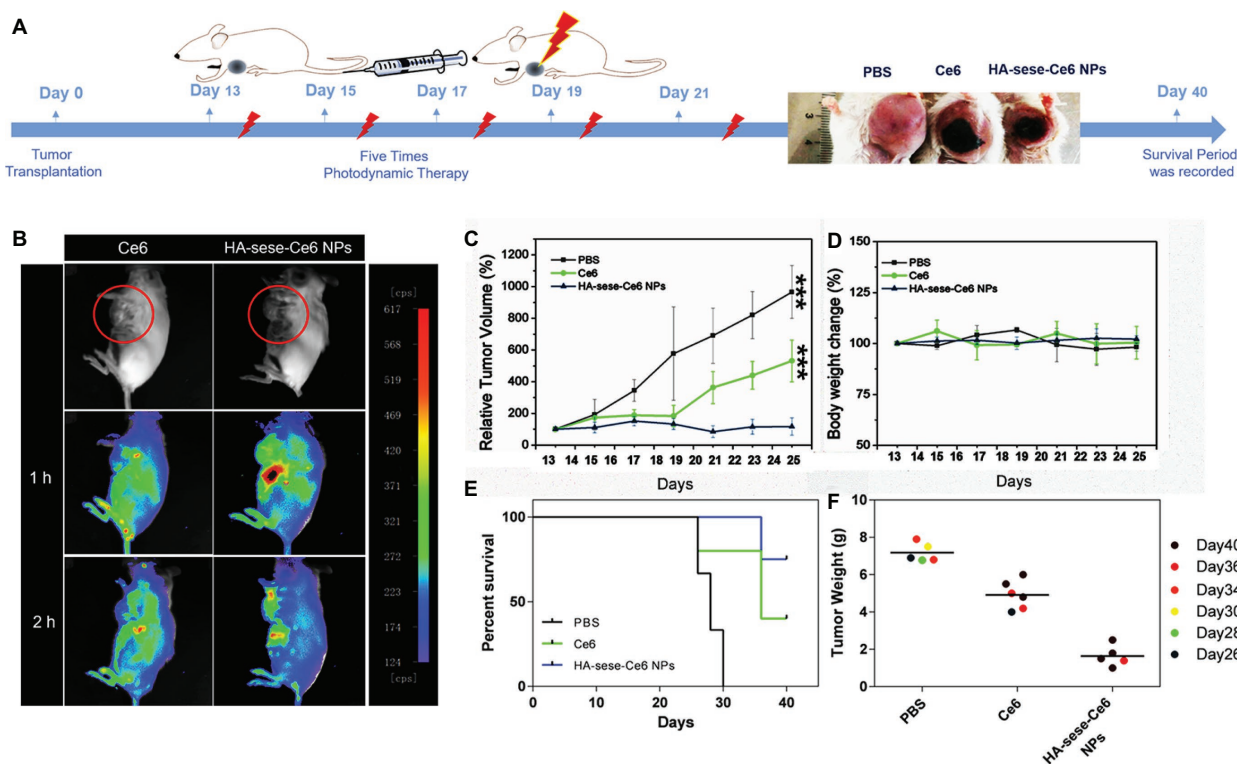 A
PBS Ce6 HA-sese-Ce6 NPs
Day 0 Day 13 Day 15 Day 17 Day 19 Day 21 Day 40
3
4
Tumor
Transplantation
Five Times
Photodynamic Therapy
Survival Period
was recorded
B
Ce6 HA-sese-Ce6 NPs
1 h
2 h
[cps]
617
568
519
469
420
371
321
272
223
174
124
[cps]
C
Relative Tumor Volume (%)
1200
1000
800
600
400
200
0
PBS
Ce6
HA-sese-Ce6 NPs
***
***
13 14 15 16 17 18 19 20 21 22 23 24 25
Days
D
Body weight change (%)
150
125
100
75
50
PBS
Ce6
HA-sese-Ce6 NPs
13 14 15 16 17 18 19 20 21 22 23 24 25
Days
E
Percent survival
100
50
0
PBS
Ce6
HA-sese-Ce6 NPs
0 10 20 30 40
Days
F
Tumor Weight (g)
10
8
6
4
2
0
PBS
Ce6
HA-sese-Ce6
NPs
Day40
Day36
Day34
Day30
Day28
Day26